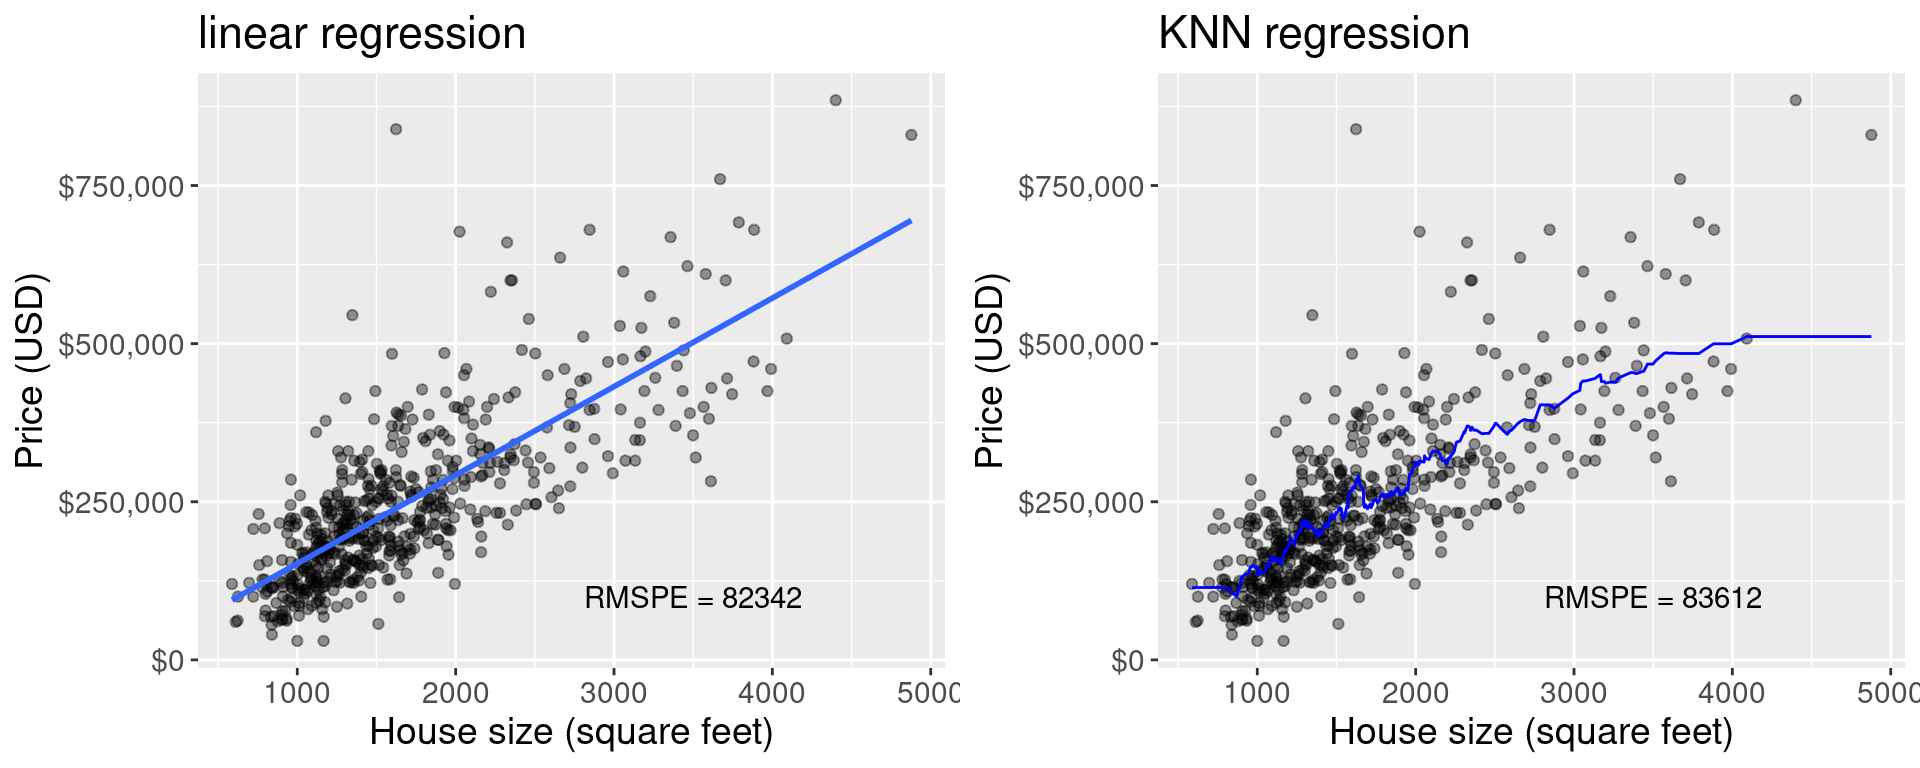 linear regression
Price (USD)
$750,000
$500,000
$250,000
$0
RMSPE = 82342
1000 2000 3000 4000 5000
House size (square feet)
KNN regression
Price (USD)
$750,000
$500,000
$250,000
$0
RMSPE = 83612
1000 2000 3000 4000 5000
House size (square feet)